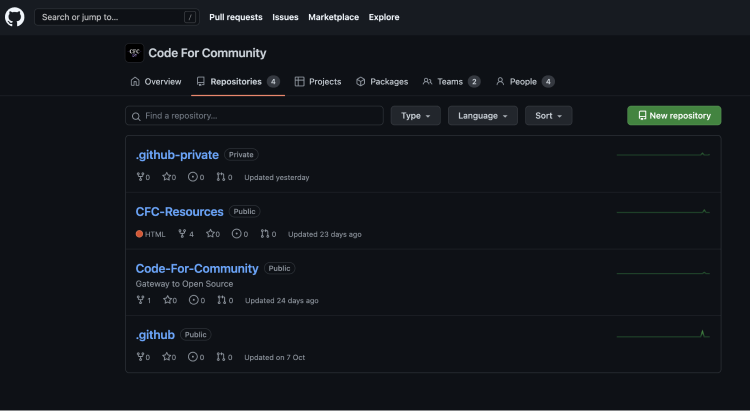 Search or jump to... / Pull requests Issues Marketplace Explore
CFC Code For Community
Overview Repositories 4 Projects Packages Teams 2 People 4
Find a repository... Type Language Sort New repository
.github-private Private
0 0 0 0 Updated yesterday
CFC-Resources Public
HTML 4 0 0 0 Updated 23 days ago
Code-For-Community Public
Gateway to Open Source
1 0 0 0 Updated 24 days ago
.github Public
0 0 0 0 Updated on 7 Oct